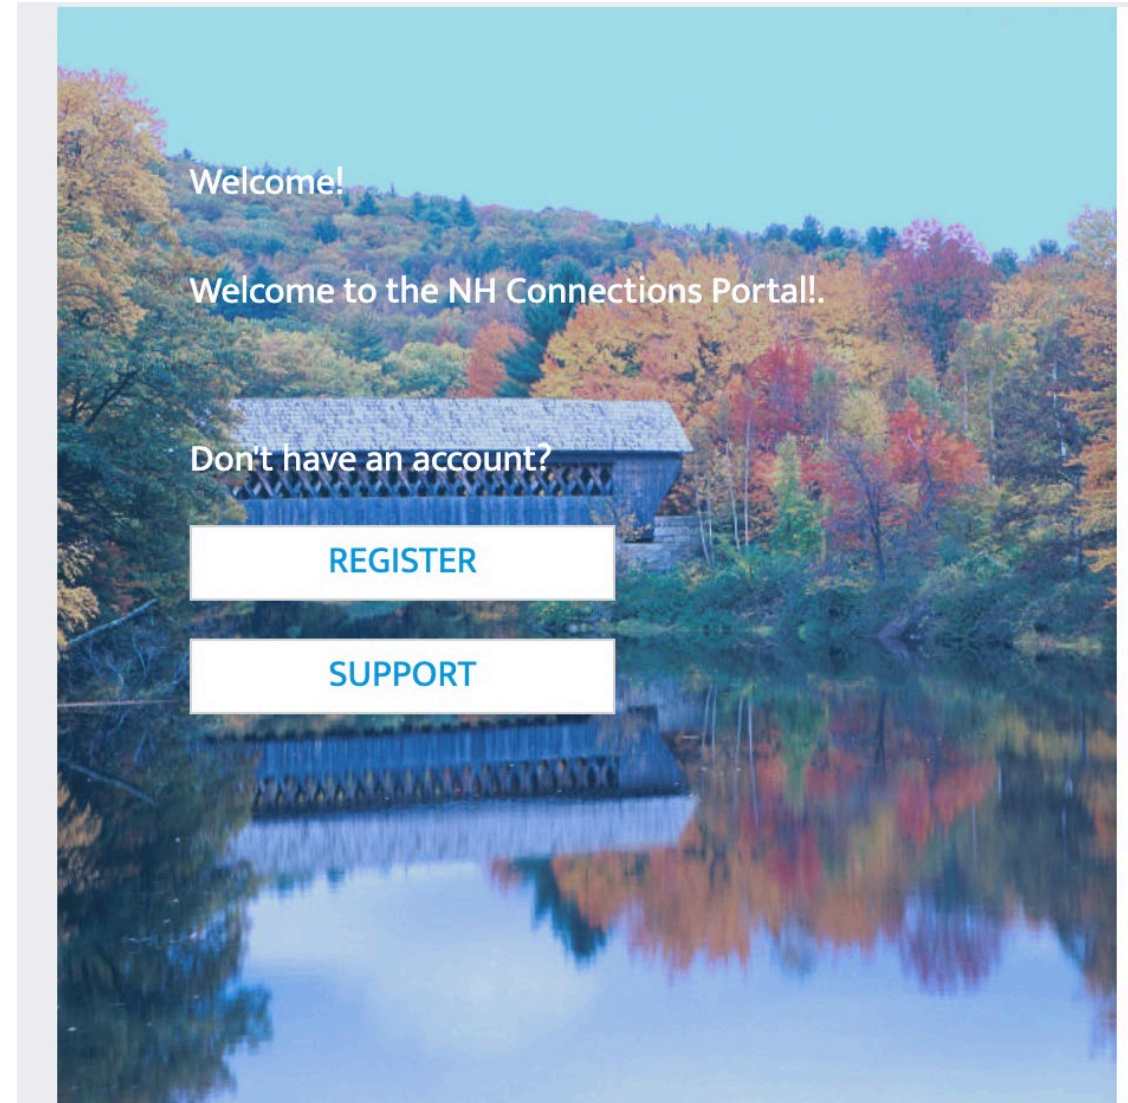 Welcome!
Welcome to the NH Connections Portal!.
Don't have an account?
REGISTER
SUPPORT